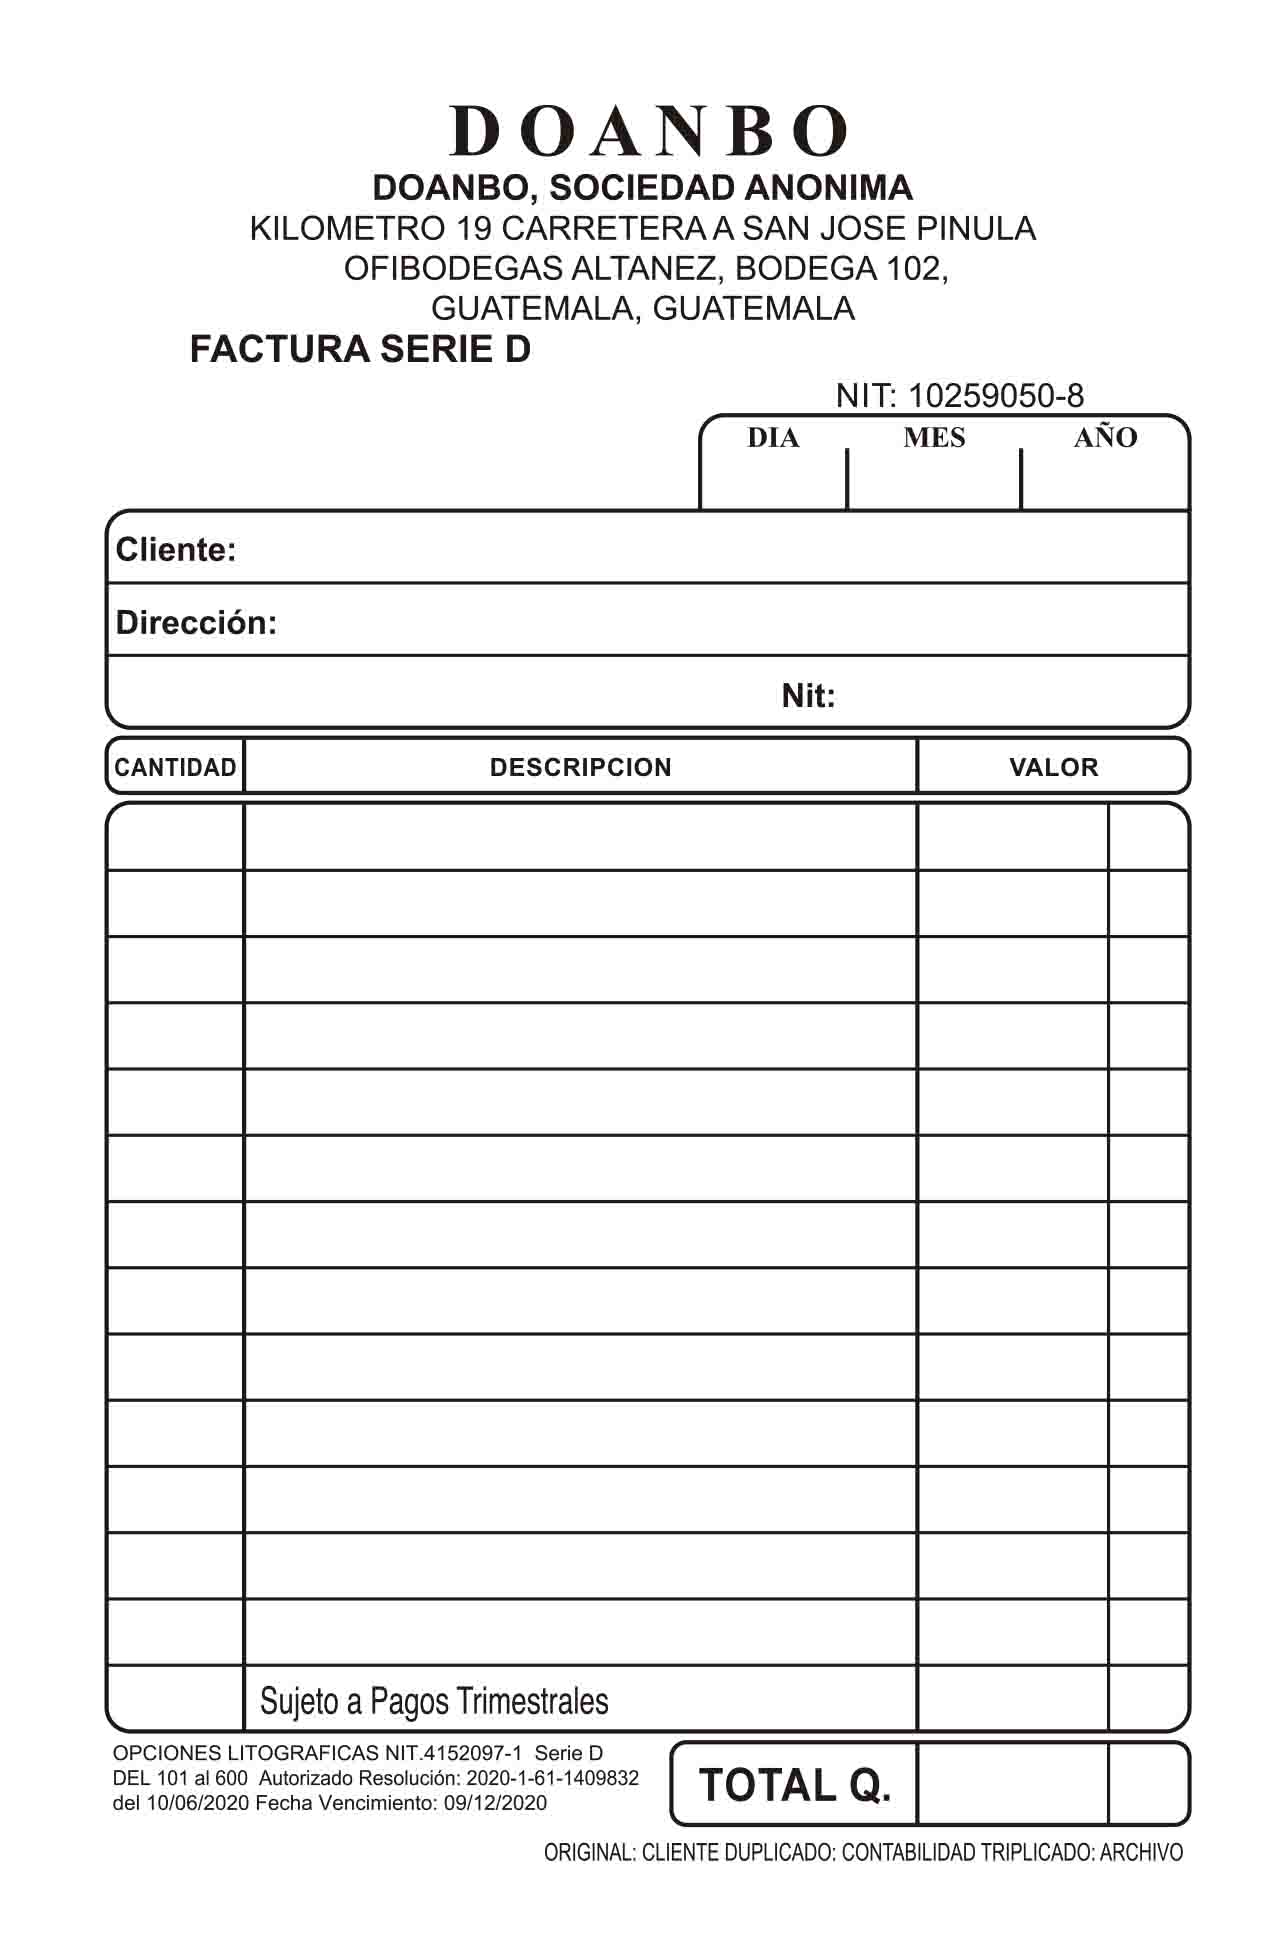 DOANBO
DOANBO, SOCIEDAD ANONIMA
KILOMETRO 19 CARRETERA A SAN JOSE PINULA
OFIBODEGAS ALTANEZ, BODEGA 102,
GUATEMALA, GUATEMALA
FACTURA SERIE D
NIT: 10259050-8
DIA MES AÑO
Cliente:
Dirección:
Nit:
CANTIDAD DESCRIPCION VALOR
Sujeto a Pagos Trimestrales
OPCIONES LITOGRAFICAS NIT.4152097-1 Serie D
DEL 101 al 600 Autorizado Resolución: 2020-1-61-1409832
del 10/06/2020 Fecha Vencimiento: 09/12/2020
TOTAL Q.
ORIGINAL: CLIENTE DUPLICADO: CONTABILIDAD TRIPLICADO: ARCHIVO